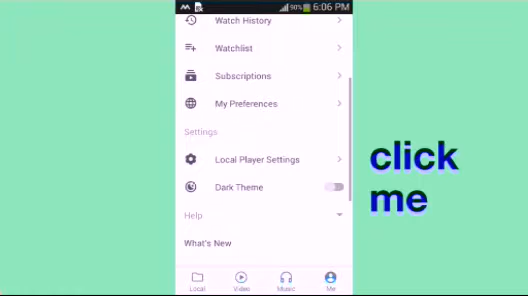 90% 6:06 PM
Watch History
Watchlist
Subscriptions
My Preferences
Settings
Local Player Settings
Dark Theme
Help
What's New
Local Video Music Me
click
me